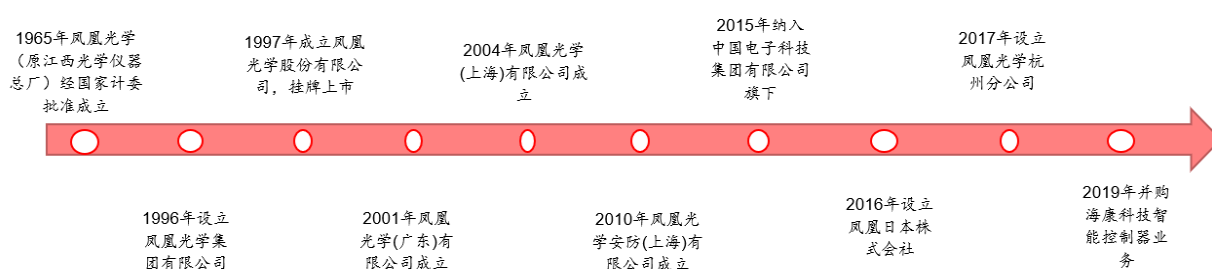 1965年凤凰光学
（原江西光学仪器
总厂）经国家计委
批准成立
1996年设立
凤凰光学集
团有限公司
1997年成立凤凰
光学股份有限公
司，挂牌上市
2001年凤凰
光学(广东)有
限公司成立
2004年凤凰光学
(上海)有限公司成
立
2010年凤凰光
学安防(上海)有
限公司成立
2015年纳入
中国电子科技
集团有限公司
旗下
2016年设立
凤凰日本株
式会社
2017年设立
凤凰光学杭
州分公司
2019年并购
海康科技智
能控制器业
务